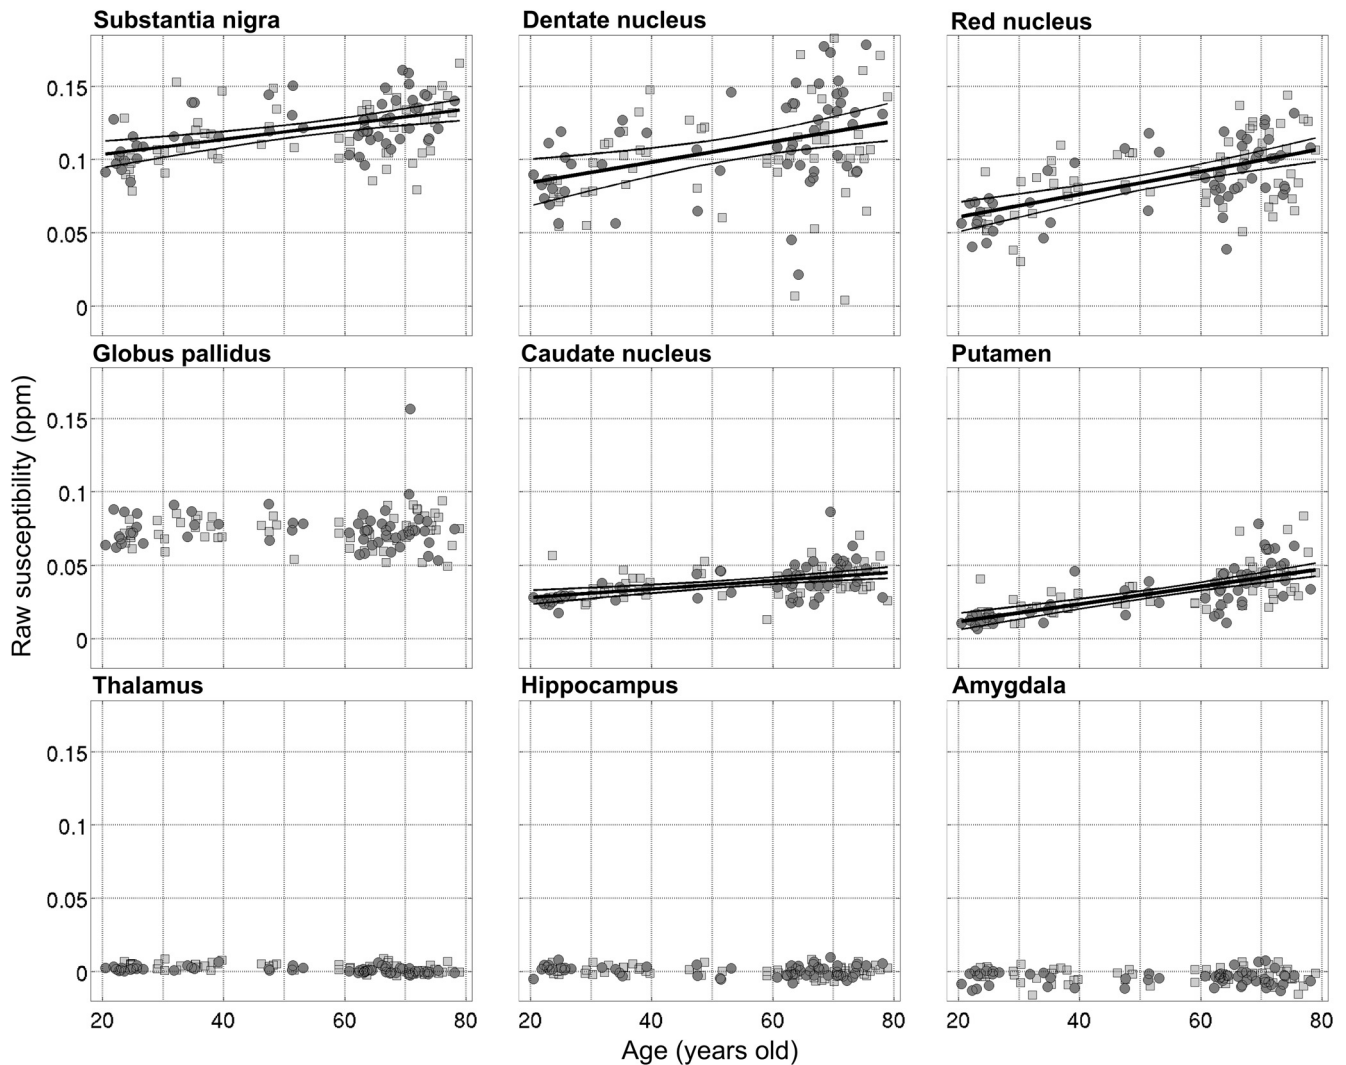 Substantia nigra Dentate nucleus Red nucleus
0.15
0.1
0.05
0
Globus pallidus Caudate nucleus Putamen
0.15
0.1
0.05
0
Raw susceptibility (ppm)
Thalamus Hippocampus Amygdala
0.15
0.1
0.05
0
20 40 60 80 20 40 60 80 20 40 60 80
Age (years old)